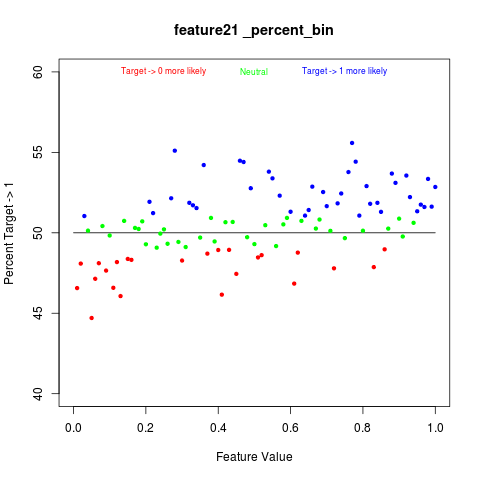 feature21 _percent_bin
Target -> 0 more likely Neutral Target -> 1 more likely
60
55
50
45
40
Percent Target -> 1
0.0 0.2 0.4 0.6 0.8 1.0
Feature Value